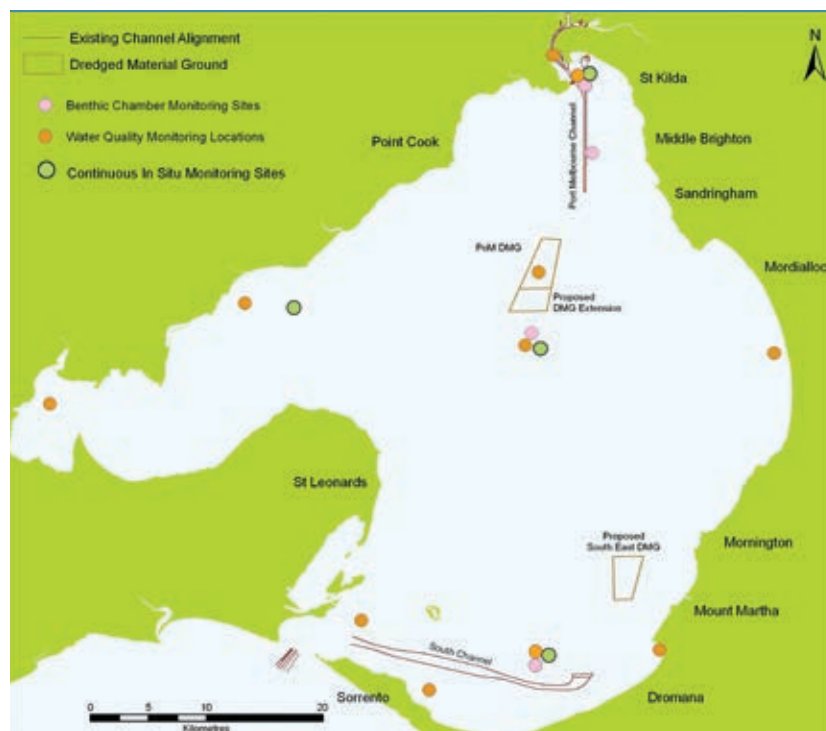 Existing Channel Alignment
Dredged Material Ground
Benthic Chamber Monitoring Sites
Water Quality Monitoring Locations
Continuous In Situ Monitoring Sites
N
St Kilda
Point Cook
Middle Brighton
Port Melbourne Channel
Sandringham
PoM DMG
Mordialloc
Proposed
DMG Extension
St Leonards
Proposed
South East DMG
Mornington
Mount Martha
South Channel
Sorrento
Dromana
0 5 10 20
Kilometres